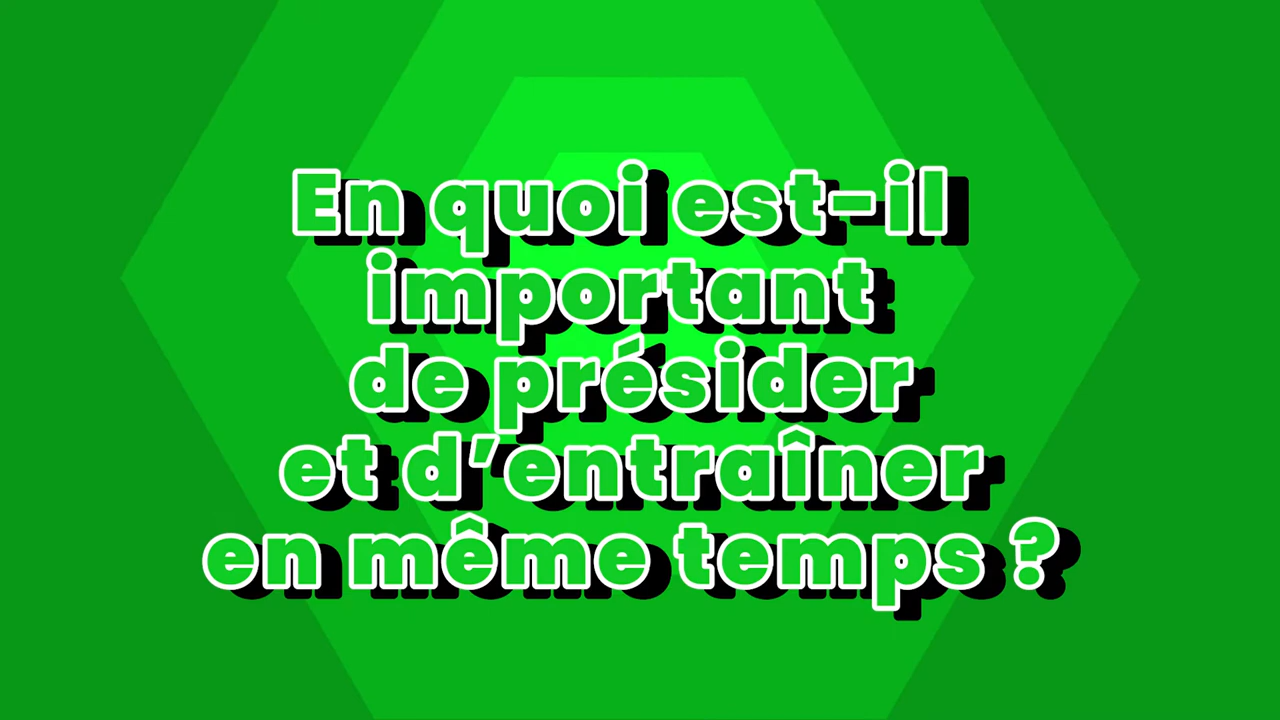 En quoi est-il
important
de présider
et d’entraîner
en même temps ?